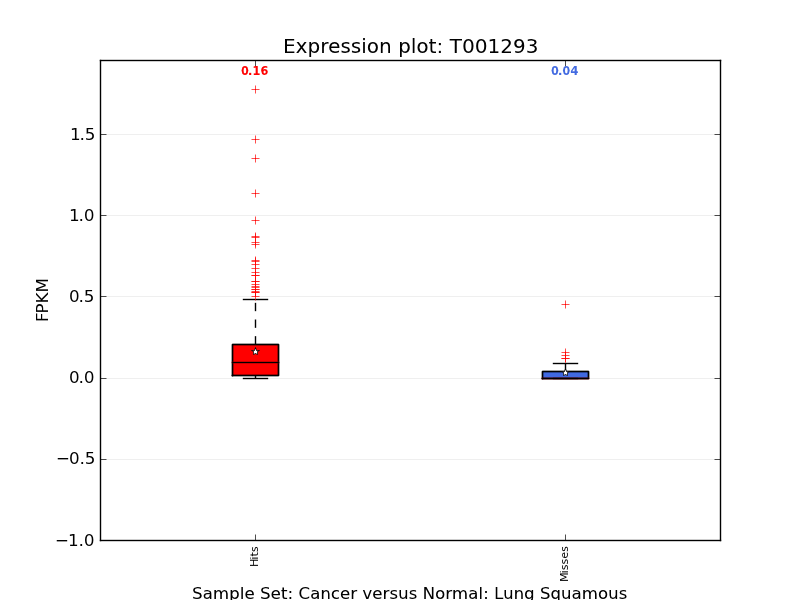 Expression plot: T001293
0.16
0.04
1.5
1.0
0.5
0.0
−0.5
−1.0
FPKM
Hits
Misses
Sample Set: Cancer versus Normal: Lung Squamous